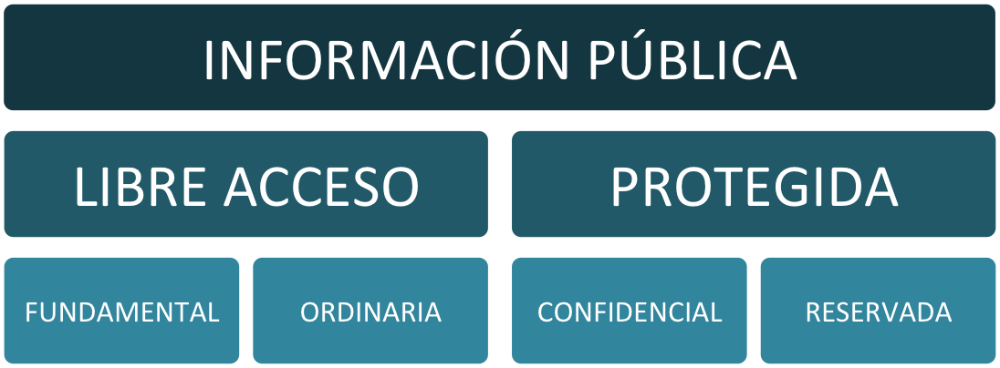 INFORMACIÓN PÚBLICA
LIBRE ACCESO
PROTEGIDA
FUNDAMENTAL
ORDINARIA
CONFIDENCIAL
RESERVADA